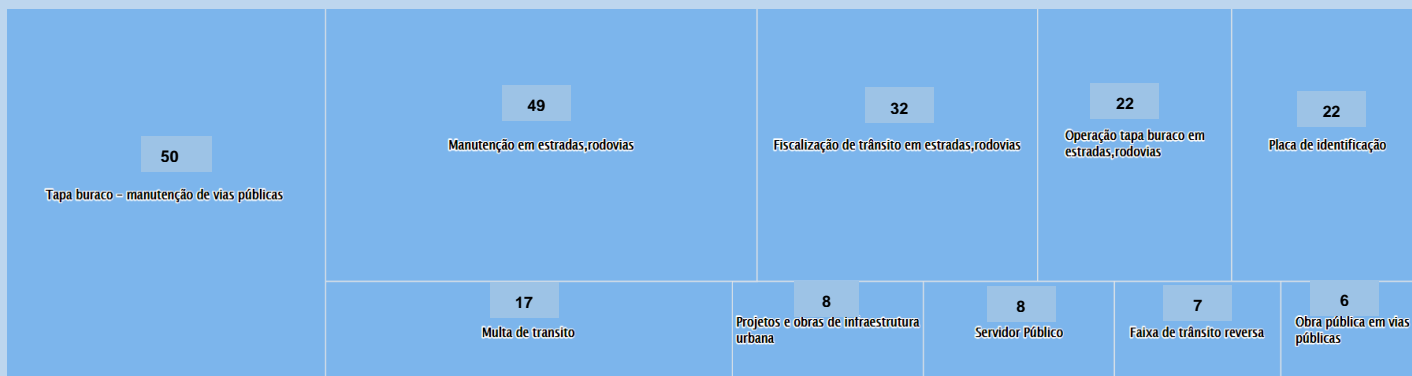 50
Tapa buraco – manutenção de vias públicas
49
Manutenção em estradas,rodovias
32
Fiscalização de trânsito em estradas,rodovias
22
Operação tapa buraco em
estradas,rodovias
22
Placa de identificação
17
Multa de transito
8
Projetos e obras de infraestrutura
urbana
8
Servidor Público
7
Faixa de trânsito reversa
6
Obra pública em vias
públicas